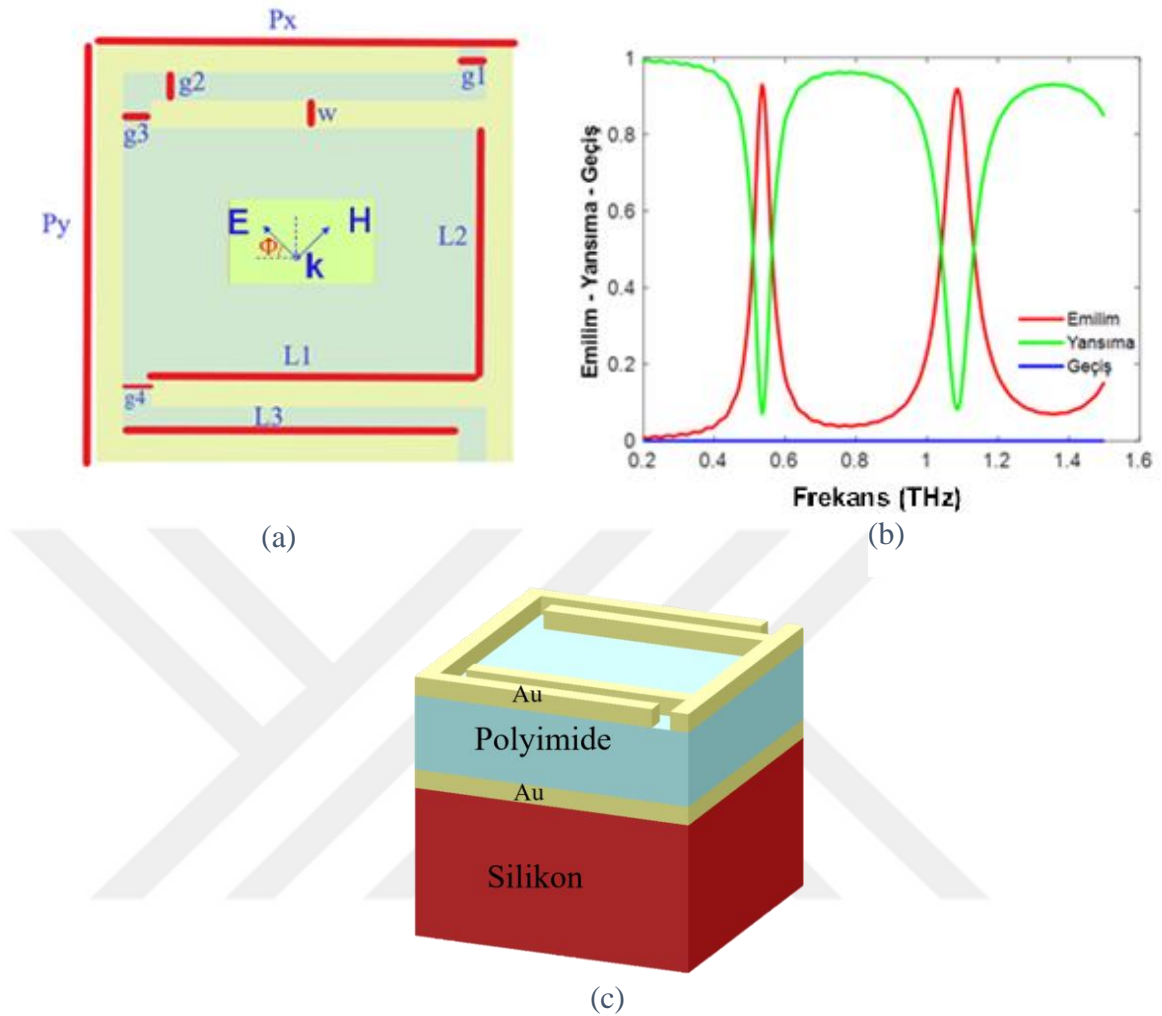 Px
g1
g2
w
g3
Py
E
H
Φ
k
L2
L1
g4
L3
(a)
Emilim - Yansıma - Geçiş
1
0.8
0.6
0.4
0.2
0
Emilim
Yansıma
Geçiş
0.2 0.4 0.6 0.8 1 1.2 1.4 1.6
Frekans (THz)
(b)
Au
Polyimide
Au
Silikon
(c)